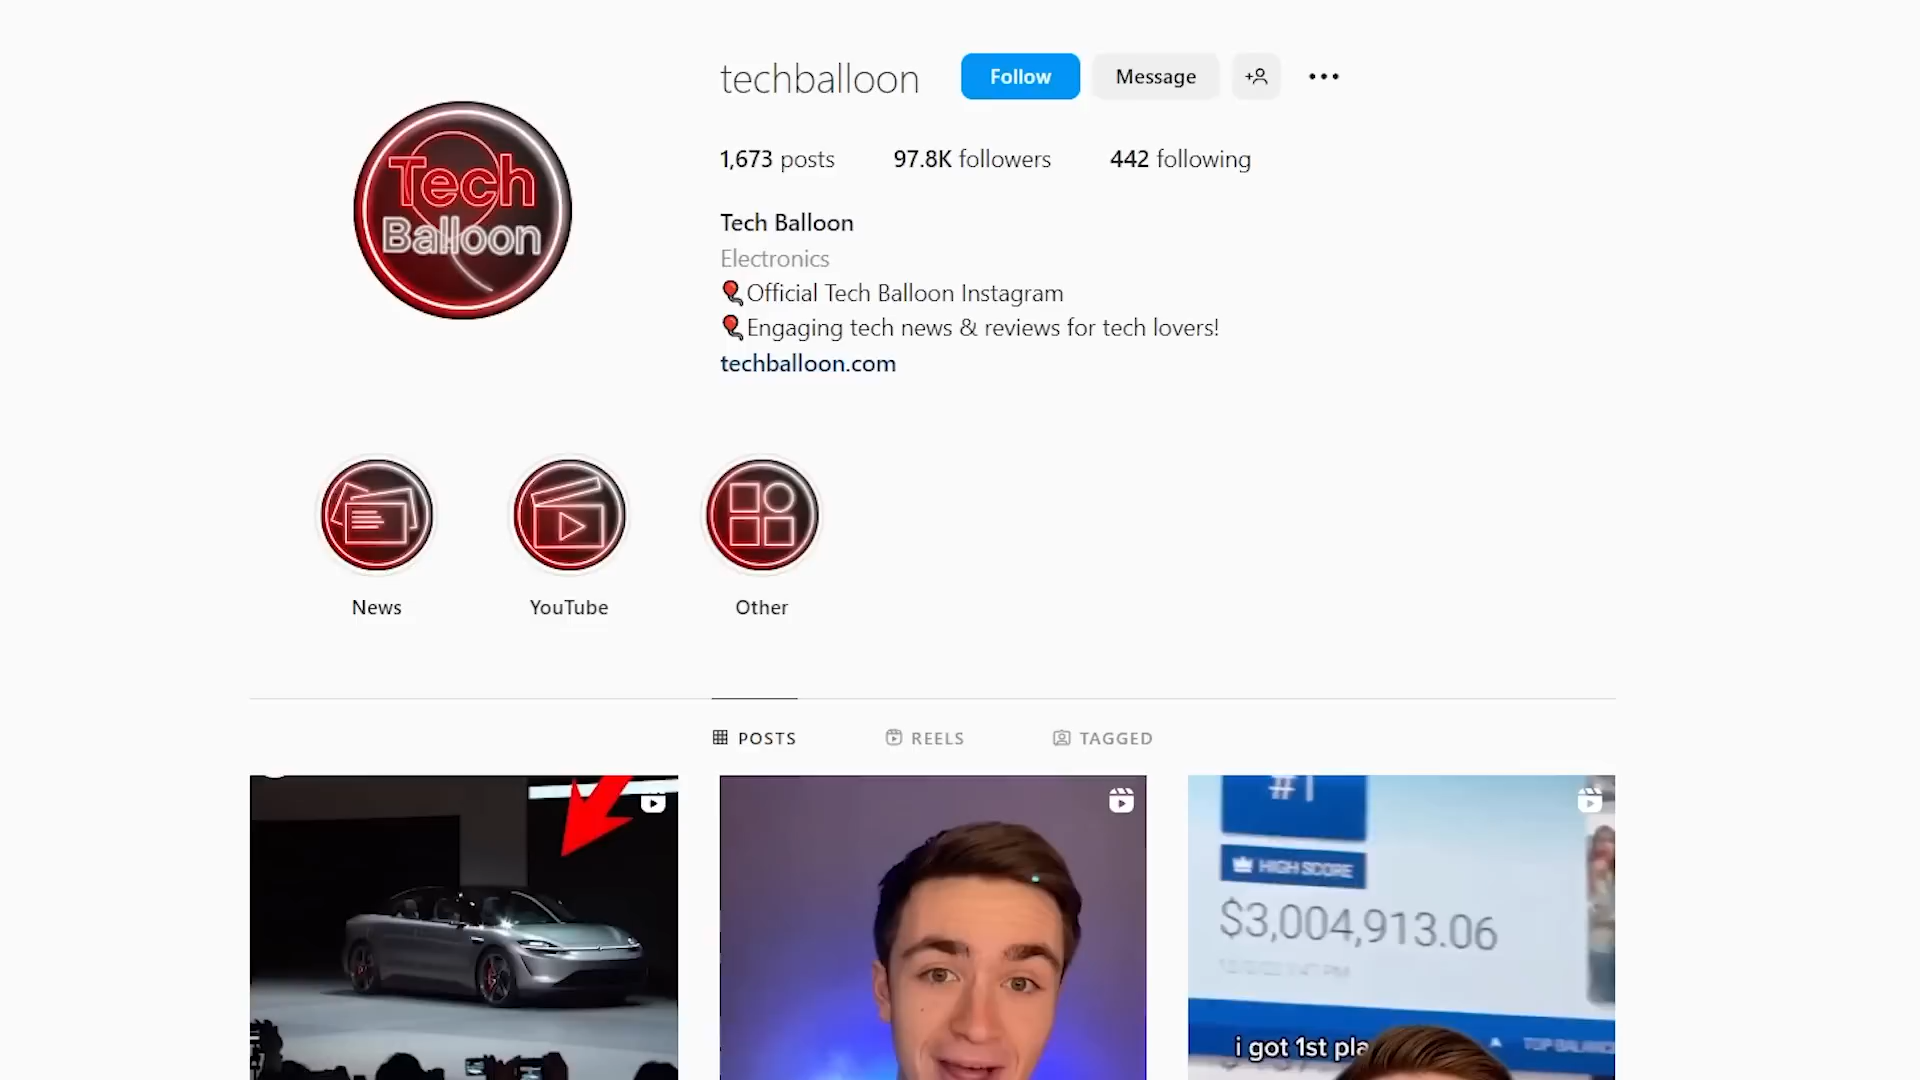 techballoon
Follow
Message
1,673 posts
97.8K followers
442 following
Tech
Balloon
Tech Balloon
Electronics
Official Tech Balloon Instagram
Engaging tech news & reviews for tech lovers!
techballoon.com
News
YouTube
Other
POSTS
REELS
TAGGED
#1
HIGH SCORE
$3,004,913.06
i got 1st pla